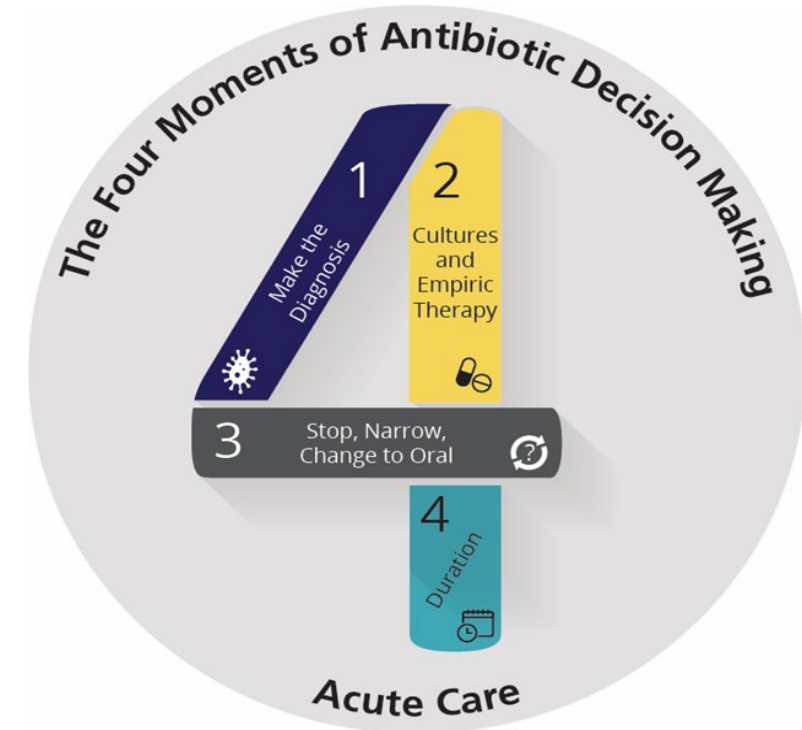 The Four Moments of Antibiotic Decision Making
1
Make the
Diagnosis
2
Cultures
and
Empiric
Therapy
3
Stop, Narrow,
Change to Oral
?
4
Duration
Acute Care